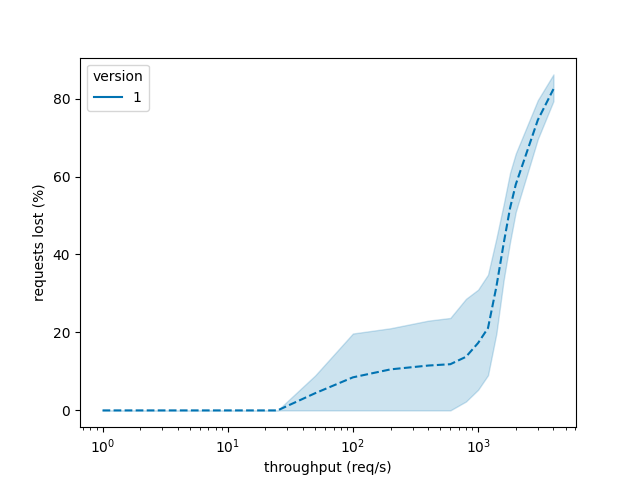 version
1
requests lost (%)
80
60
40
20
0
10⁰ 10¹ 10² 10³
throughput (req/s)